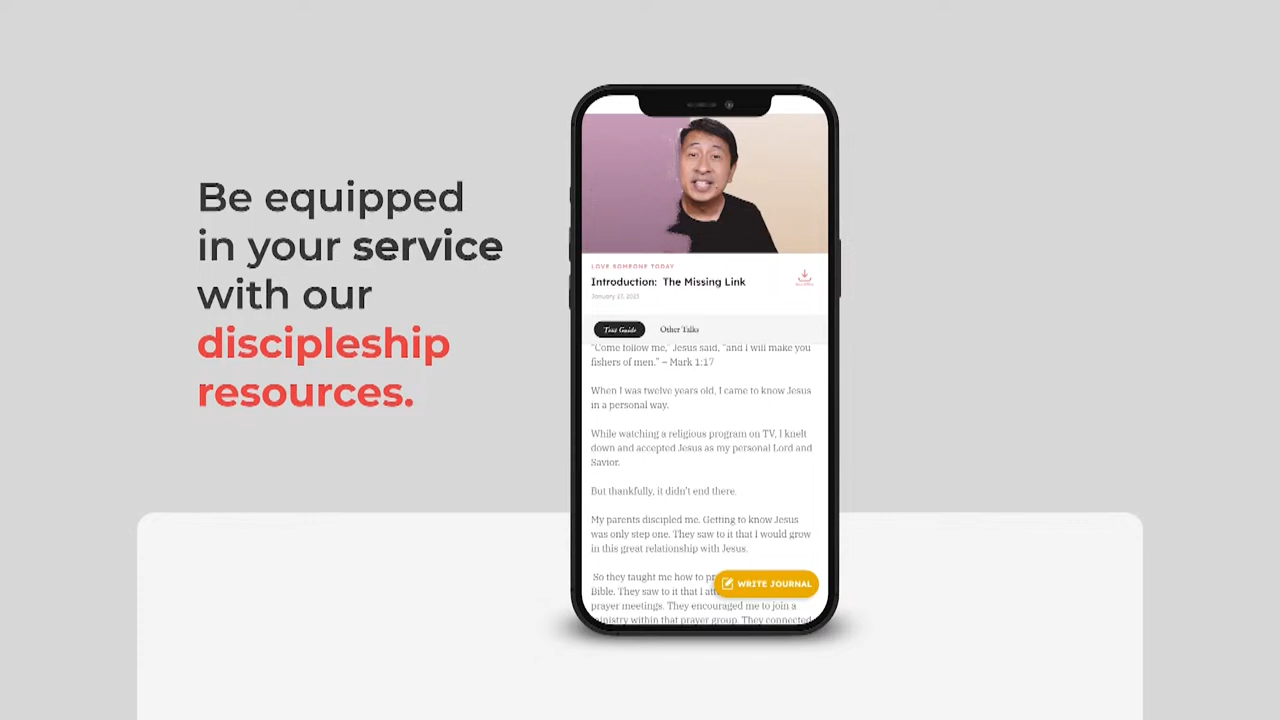 Be equipped
in your service
with our
discipleship
resources.
LOVE SOMEONE TODAY
Introduction: The Missing Link
January 17, 2023
Text Guide
Other Talks
"Come follow me," Jesus said, "and I will make you
fishers of men." – Mark 1:17
When I was twelve years old, I came to know Jesus
in a personal way.
While watching a religious program on TV, I knelt
down and accepted Jesus as my personal Lord and
Savior.
But thankfully, it didn't end there.
My parents discipled me. Getting to know Jesus
was only step one. They saw to it that I would grow
in this great relationship with Jesus.
So they taught me how to
Bible. They saw to it that I
prayer meetings. They encouraged me to join a
ministry within that prayer group. They connected
WRITE JOURNAL